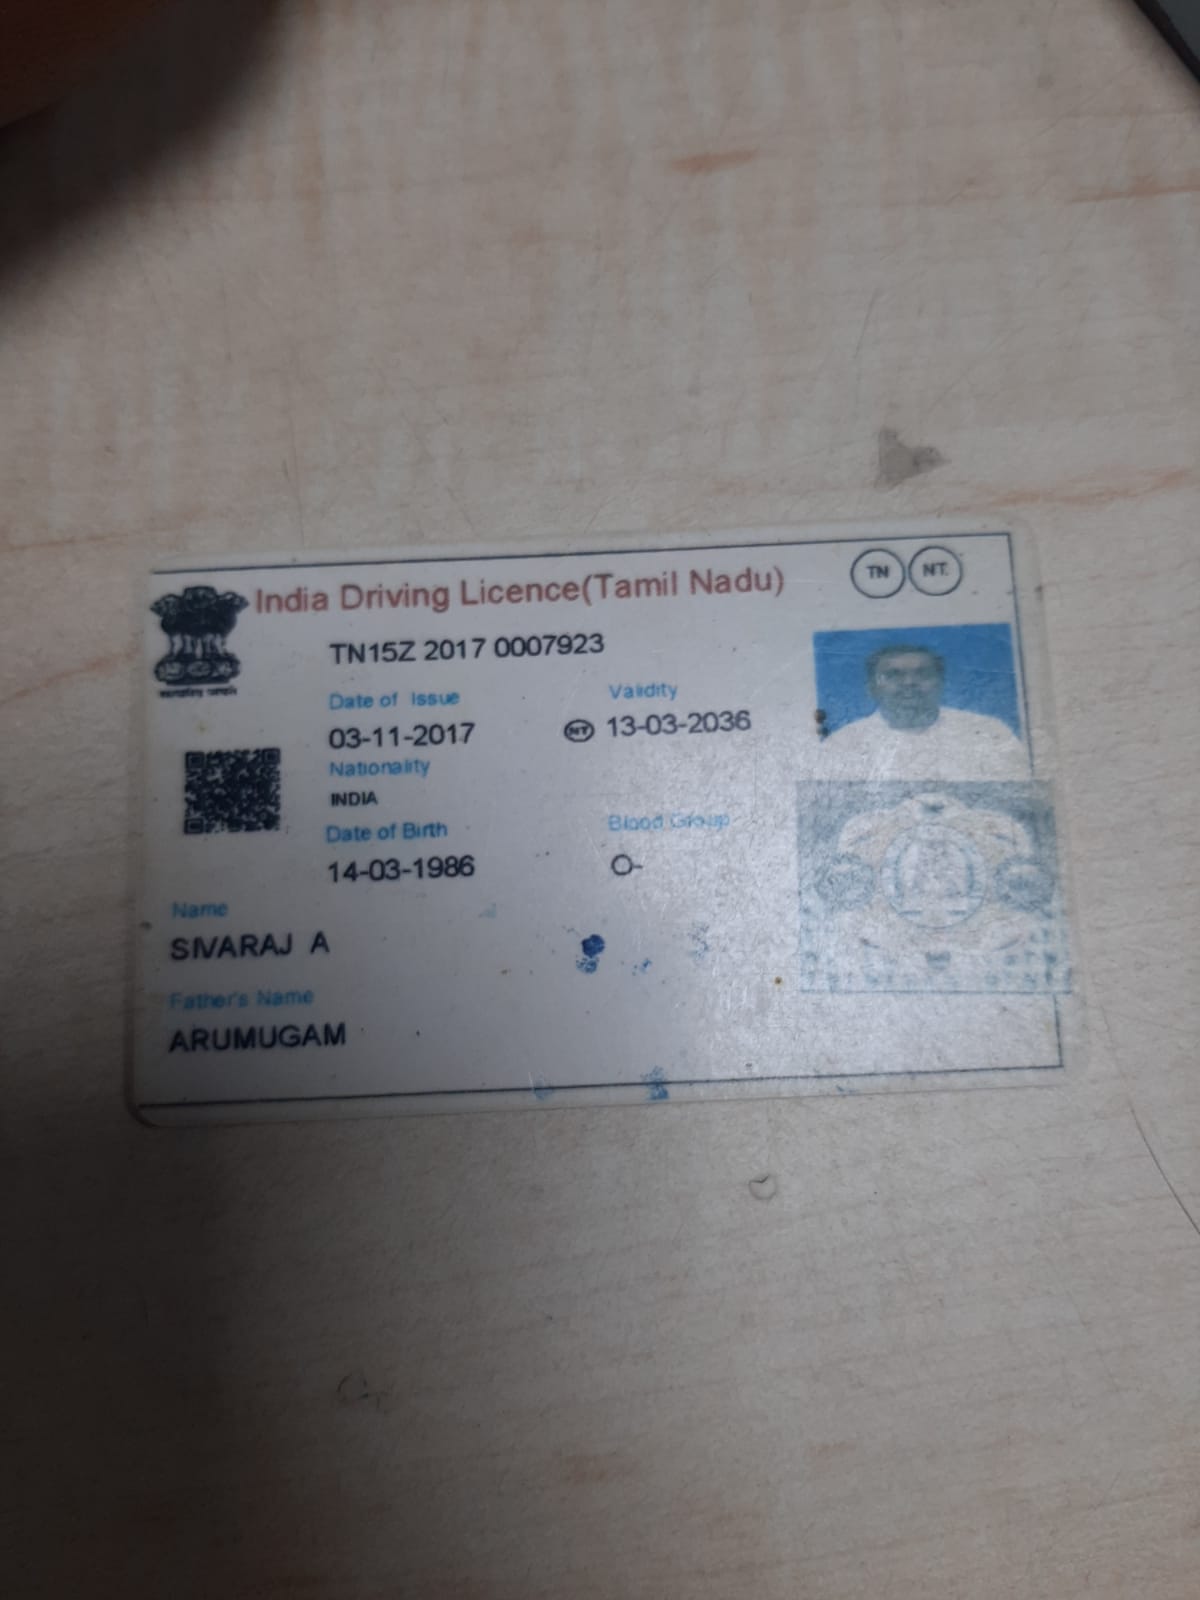 India Driving Licence(Tamil Nadu)
TN
NT
TN15Z 2017 0007923
Date of Issue
Validity
03-11-2017
NT 13-03-2036
Nationality
INDIA
Date of Birth
Blood Group
14-03-1986
O-
Name
SIVARAJ A
Father's Name
ARUMUGAM